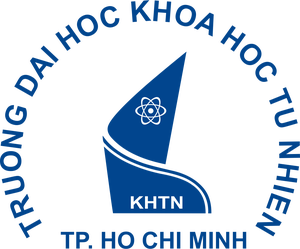 TRUONG DAI HOC KHOA HOC TU NHIEN
KHTN
TP. HO CHI MINH